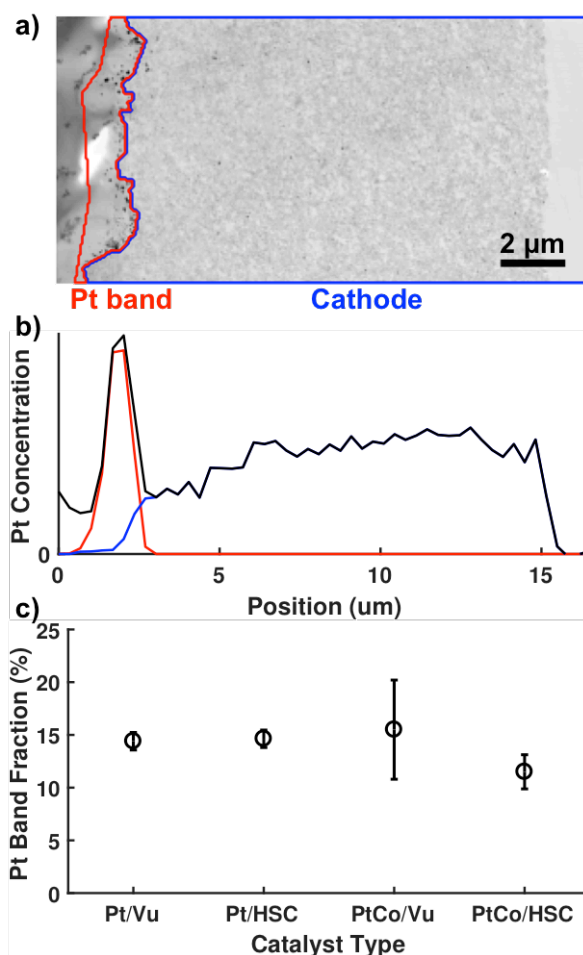 a)
2 µm
Pt band Cathode
b)
Pt Concentration
0
0 5 10 15
Position (um)
c)
Pt Band Fraction (%)
25
20
15
10
5
0
Pt/Vu Pt/HSC PtCo/Vu PtCo/HSC
Catalyst Type